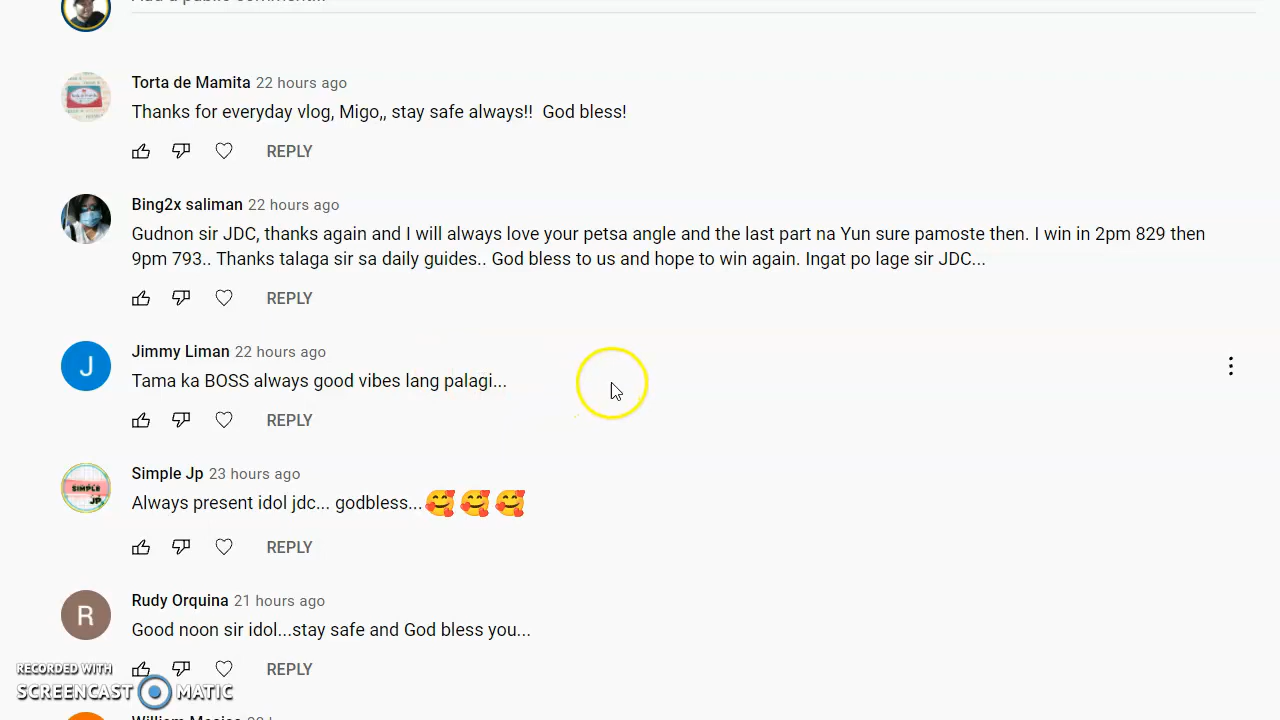 Torta de Mamita 22 hours ago
Thanks for everyday vlog, Migo,, stay safe always!!  God bless!
REPLY
Bing2x saliman 22 hours ago
Gudnon sir JDC, thanks again and I will always love your petsa angle and the last part na Yun sure pamoste then. I win in 2pm 829 then
9pm 793.. Thanks talaga sir sa daily guides.. God bless to us and hope to win again. Ingat po lage sir JDC...
REPLY
J
Jimmy Liman 22 hours ago
Tama ka BOSS always good vibes lang palagi...
REPLY
SIMPLE
JP
Simple Jp 23 hours ago
Always present idol jdc... godbless...🥰🥰🥰
REPLY
R
Rudy Orquina 21 hours ago
Good noon sir idol...stay safe and God bless you...
REPLY
RECORDED WITH
SCREENCAST MATIC